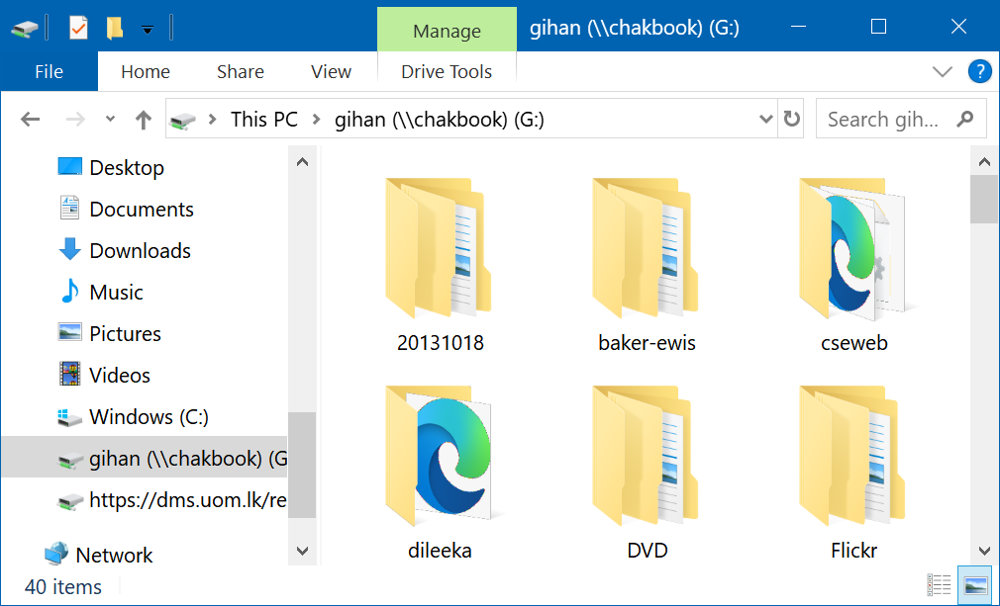 Manage
gihan (\\chakbook) (G:)
File
Home
Share
View
Drive Tools
?
This PC
gihan (\\chakbook) (G:)
Search gih...
Desktop
Documents
Downloads
Music
Pictures
Videos
Windows (C:)
gihan (\\chakbook) (G
https://dms.uom.lk/re
Network
20131018
baker-ewis
cseweb
dileeka
DVD
Flickr
40 items